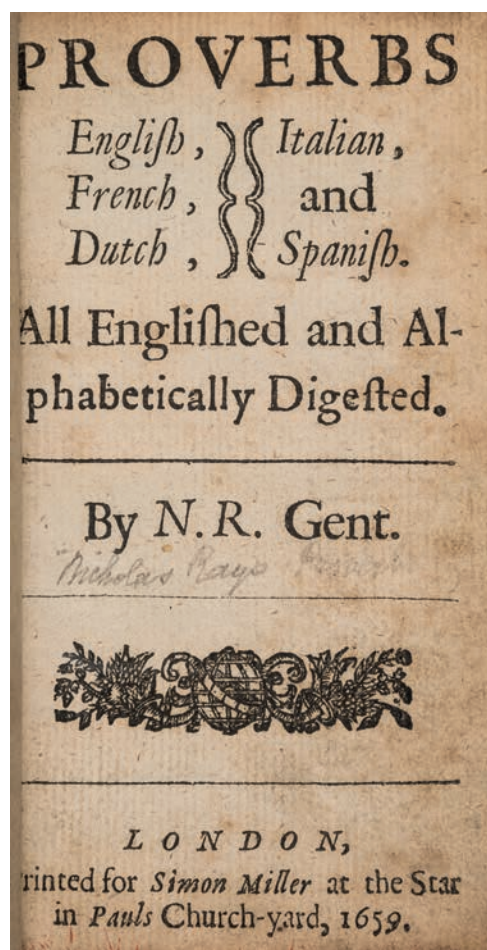 PROVERBS
Engliſh, Italian,
French, and
Dutch, Spaniſh.
All Engliſhed and Al-
phabetically Digeſted.
By N. R. Gent.
Nicholas Rays
LONDON,
rinted for Simon Miller at the Star
in Pauls Church-yard, 1659.